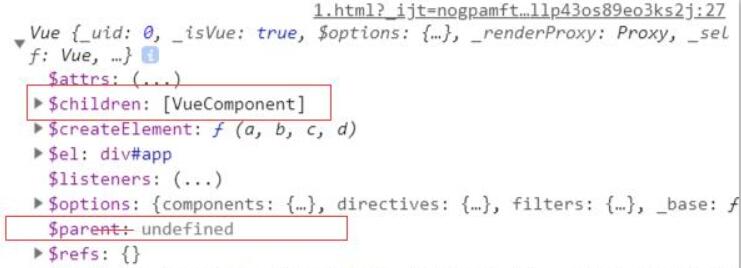 1.html?_ijt=nogpamft…llp43os89eo3ks2j:27
Vue {_uid: 0, _isVue: true, $options: {…}, _renderProxy: Proxy, _sel
f: Vue, …} i
$attrs: (...)
$children: [VueComponent]
$createElement: ƒ (a, b, c, d)
$el: div#app
$listeners: (...)
$options: {components: {…}, directives: {…}, filters: {…}, _base: ƒ
$parent: undefined
$refs: {}